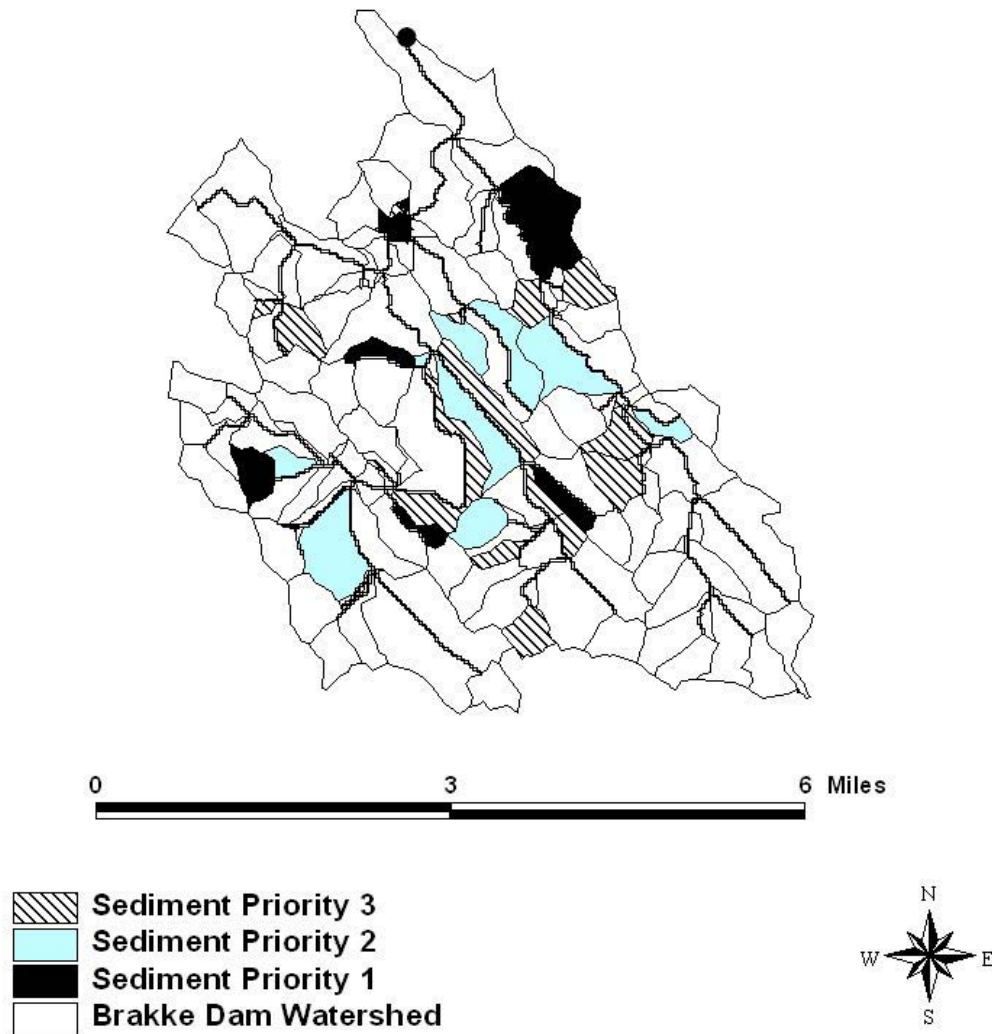 0 3 6 Miles
Sediment Priority 3
Sediment Priority 2
Sediment Priority 1
Brakke Dam Watershed
N
W E
S